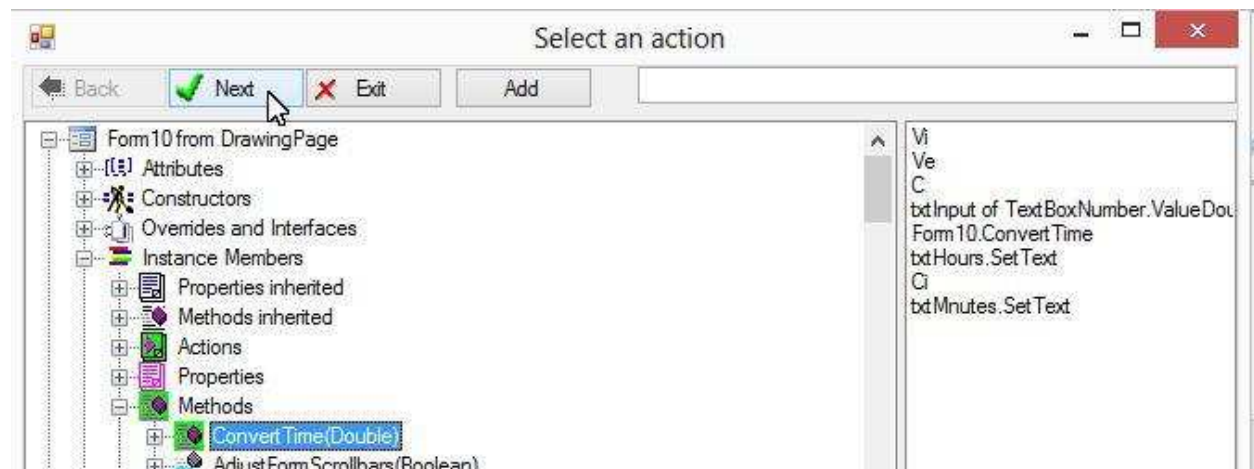 Select an action
Back Next Exit Add
Form10 from DrawingPage
Attributes
Constructors
Overrides and Interfaces
Instance Members
Properties inherited
Methods inherited
Actions
Properties
Methods
ConvertTime(Double)
AdjustFormScrollbars(Boolean)
Vi
Ve
C
txtInput of TextBoxNumber.ValueDou
Form10.ConvertTime
txtHours.SetText
Ci
txtMnutes.SetText